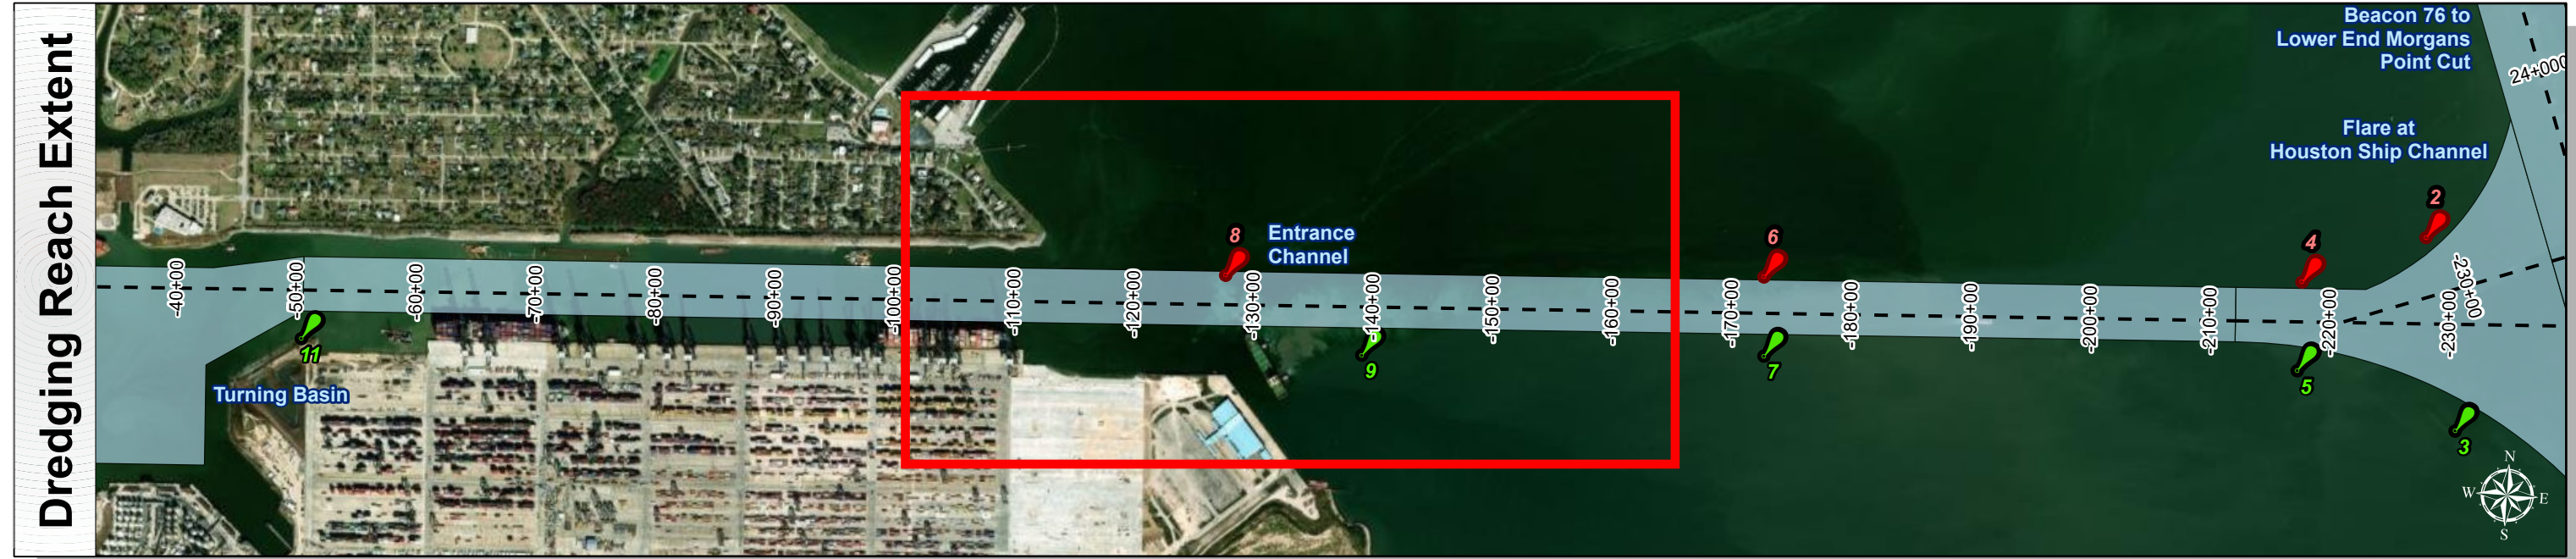 Dredging Reach Extent
Beacon 76 to
Lower End Morgans
Point Cut
24+000
Flare at
Houston Ship Channel
2
8
Entrance
Channel
6
4
-40+00
-50+00
-60+00
-70+00
-80+00
-90+00
-100+00
-110+00
-120+00
-130+00
-140+00
-150+00
-160+00
-170+00
-180+00
-190+00
-200+00
-210+00
-220+00
-230+00
-230+00
11
9
7
5
3
Turning Basin
N
W
E
S